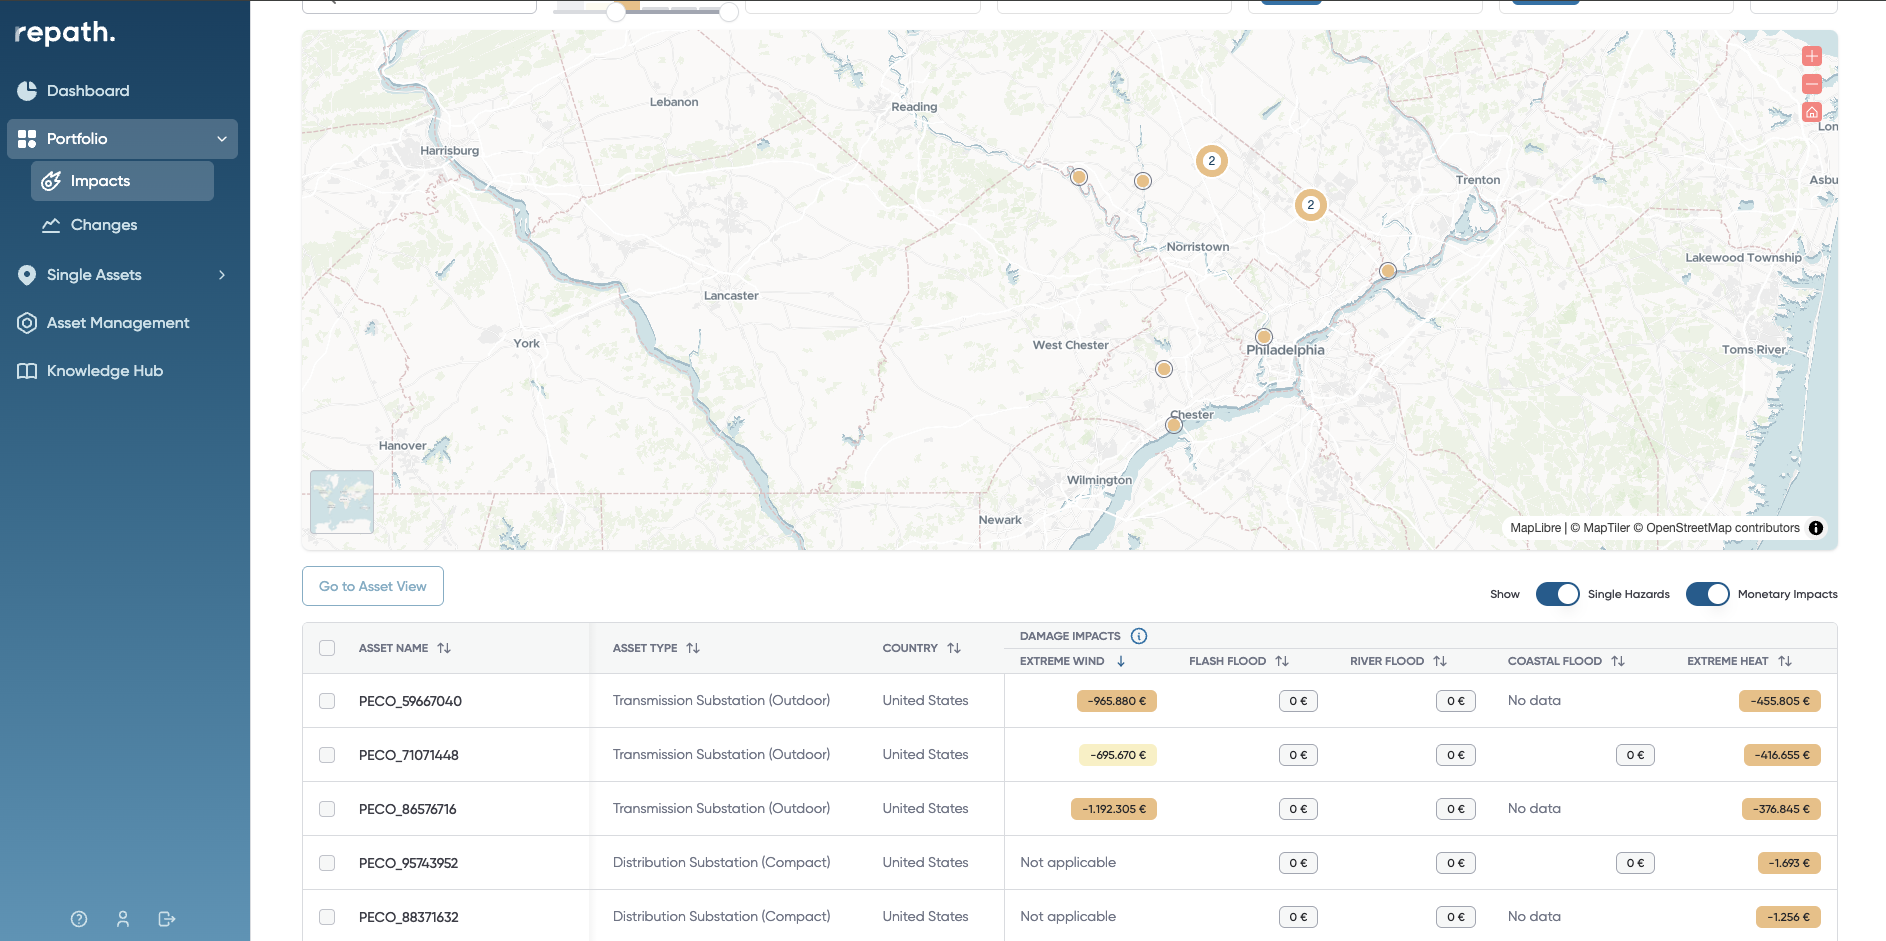 repath.
Dashboard
Portfolio
Impacts
Changes
Single Assets
Asset Management
Knowledge Hub
Lebanon
Reading
Harrisburg
2
Trenton
Lon
Asbu
2
Norristown
Lakewood Township
Lancaster
York
West Chester
Philadelphia
Toms River
Chester
Hanover
Wilmington
Newark
MapLibre | © MapTiler © OpenStreetMap contributors
Go to Asset View
Show Single Hazards Monetary Impacts
ASSET NAME ASSET TYPE COUNTRY DAMAGE IMPACTS
EXTREME WIND FLASH FLOOD RIVER FLOOD COASTAL FLOOD EXTREME HEAT
PECO_59667040 Transmission Substation (Outdoor) United States -965.880 € 0 € 0 € No data -455.805 €
PECO_71071448 Transmission Substation (Outdoor) United States -695.670 € 0 € 0 € 0 € -416.655 €
PECO_86576716 Transmission Substation (Outdoor) United States -1.192.305 € 0 € 0 € No data -376.845 €
PECO_95743952 Distribution Substation (Compact) United States Not applicable 0 € 0 € 0 € -1.693 €
PECO_88371632 Distribution Substation (Compact) United States Not applicable 0 € 0 € No data -1.256 €